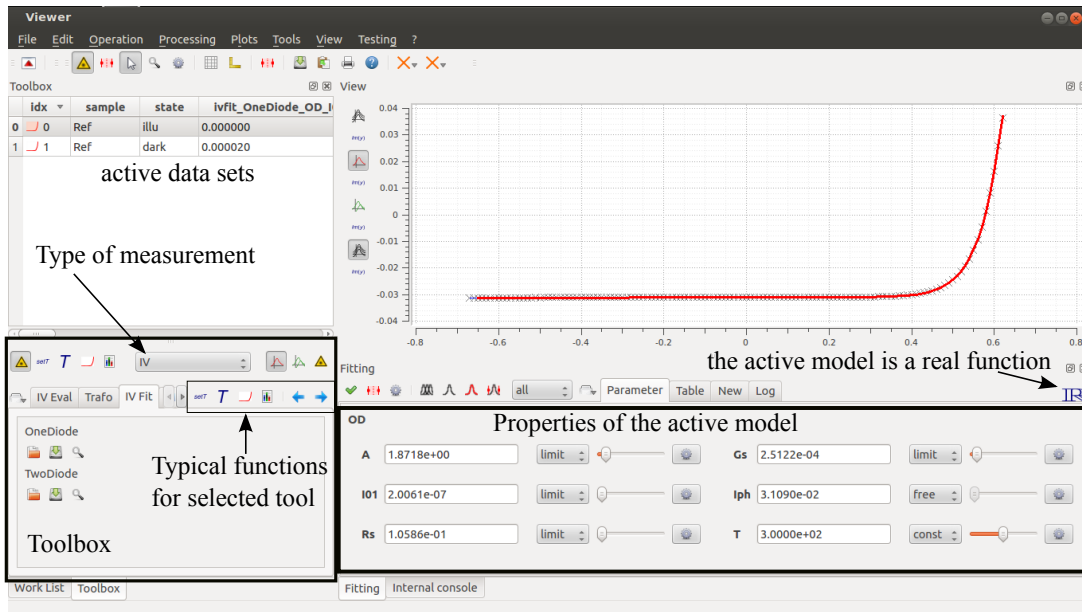 Viewer
File Edit Operation Processing Plots Tools View Testing ?
Toolbox
View
idx sample state ivfit_OneDiode_OD_I
0 0 Ref illu 0.000000
1 1 Ref dark 0.000020
active data sets
Type of measurement
setT T IV
IV Eval Trafo IV Fit setT T
OneDiode
TwoDiode
Typical functions
for selected tool
Toolbox
Work List Toolbox
0.04
0.03
0.02
0.01
0
-0.01
-0.02
-0.03
-0.04
-0.8 -0.6 -0.4 -0.2 0 0.2 0.4 0.6 0.8
Fitting
the active model is a real function
all Parameter Table New Log
IR
OD
Properties of the active model
A 1.8718e+00 limit Gs 2.5122e-04 limit
I01 2.0061e-07 limit Iph 3.1090e-02 free
Rs 1.0586e-01 limit T 3.0000e+02 const
Fitting Internal console